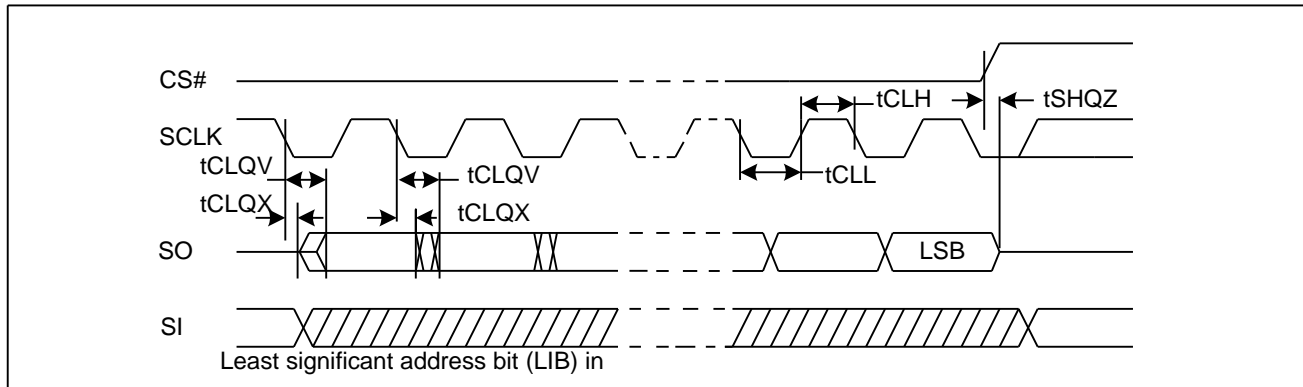 CS#
tCLH
tSHQZ
SCLK
tCLQV
tCLQV
tCLL
tCLQX
tCLQX
SO
LSB
SI
Least significant address bit (LIB) in